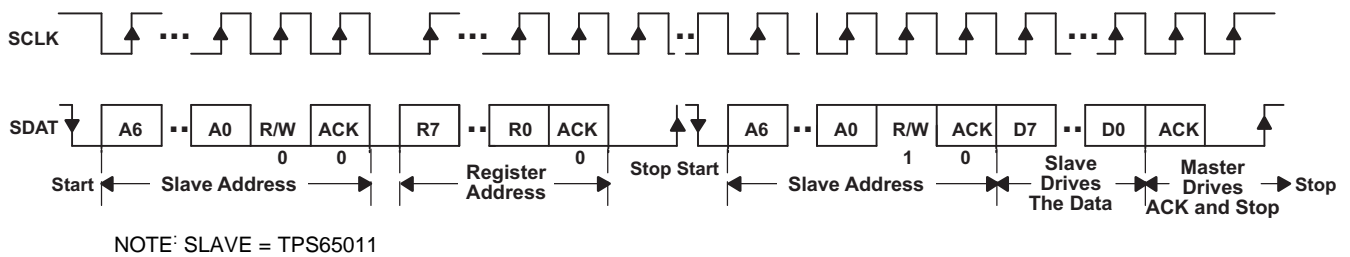 SCLK
SDAT A6 A0 R/W ACK R7 R0 ACK A6 A0 R/W ACK D7 D0 ACK
0 0 0 Stop Start 1 0
Start Slave Address Register Address Slave Address Slave Drives The Data Master Drives ACK and Stop Stop
NOTE: SLAVE = TPS65011